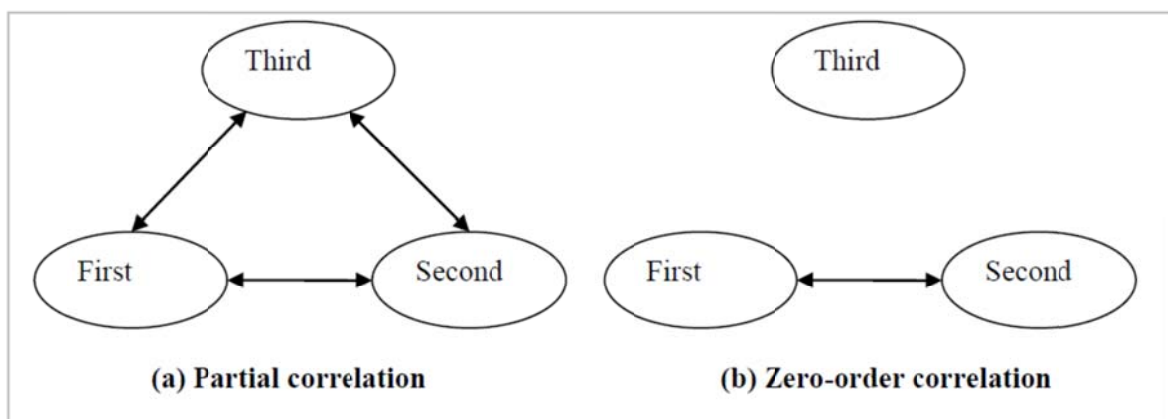 Third
First
Second
(a) Partial correlation
Third
First
Second
(b) Zero-order correlation